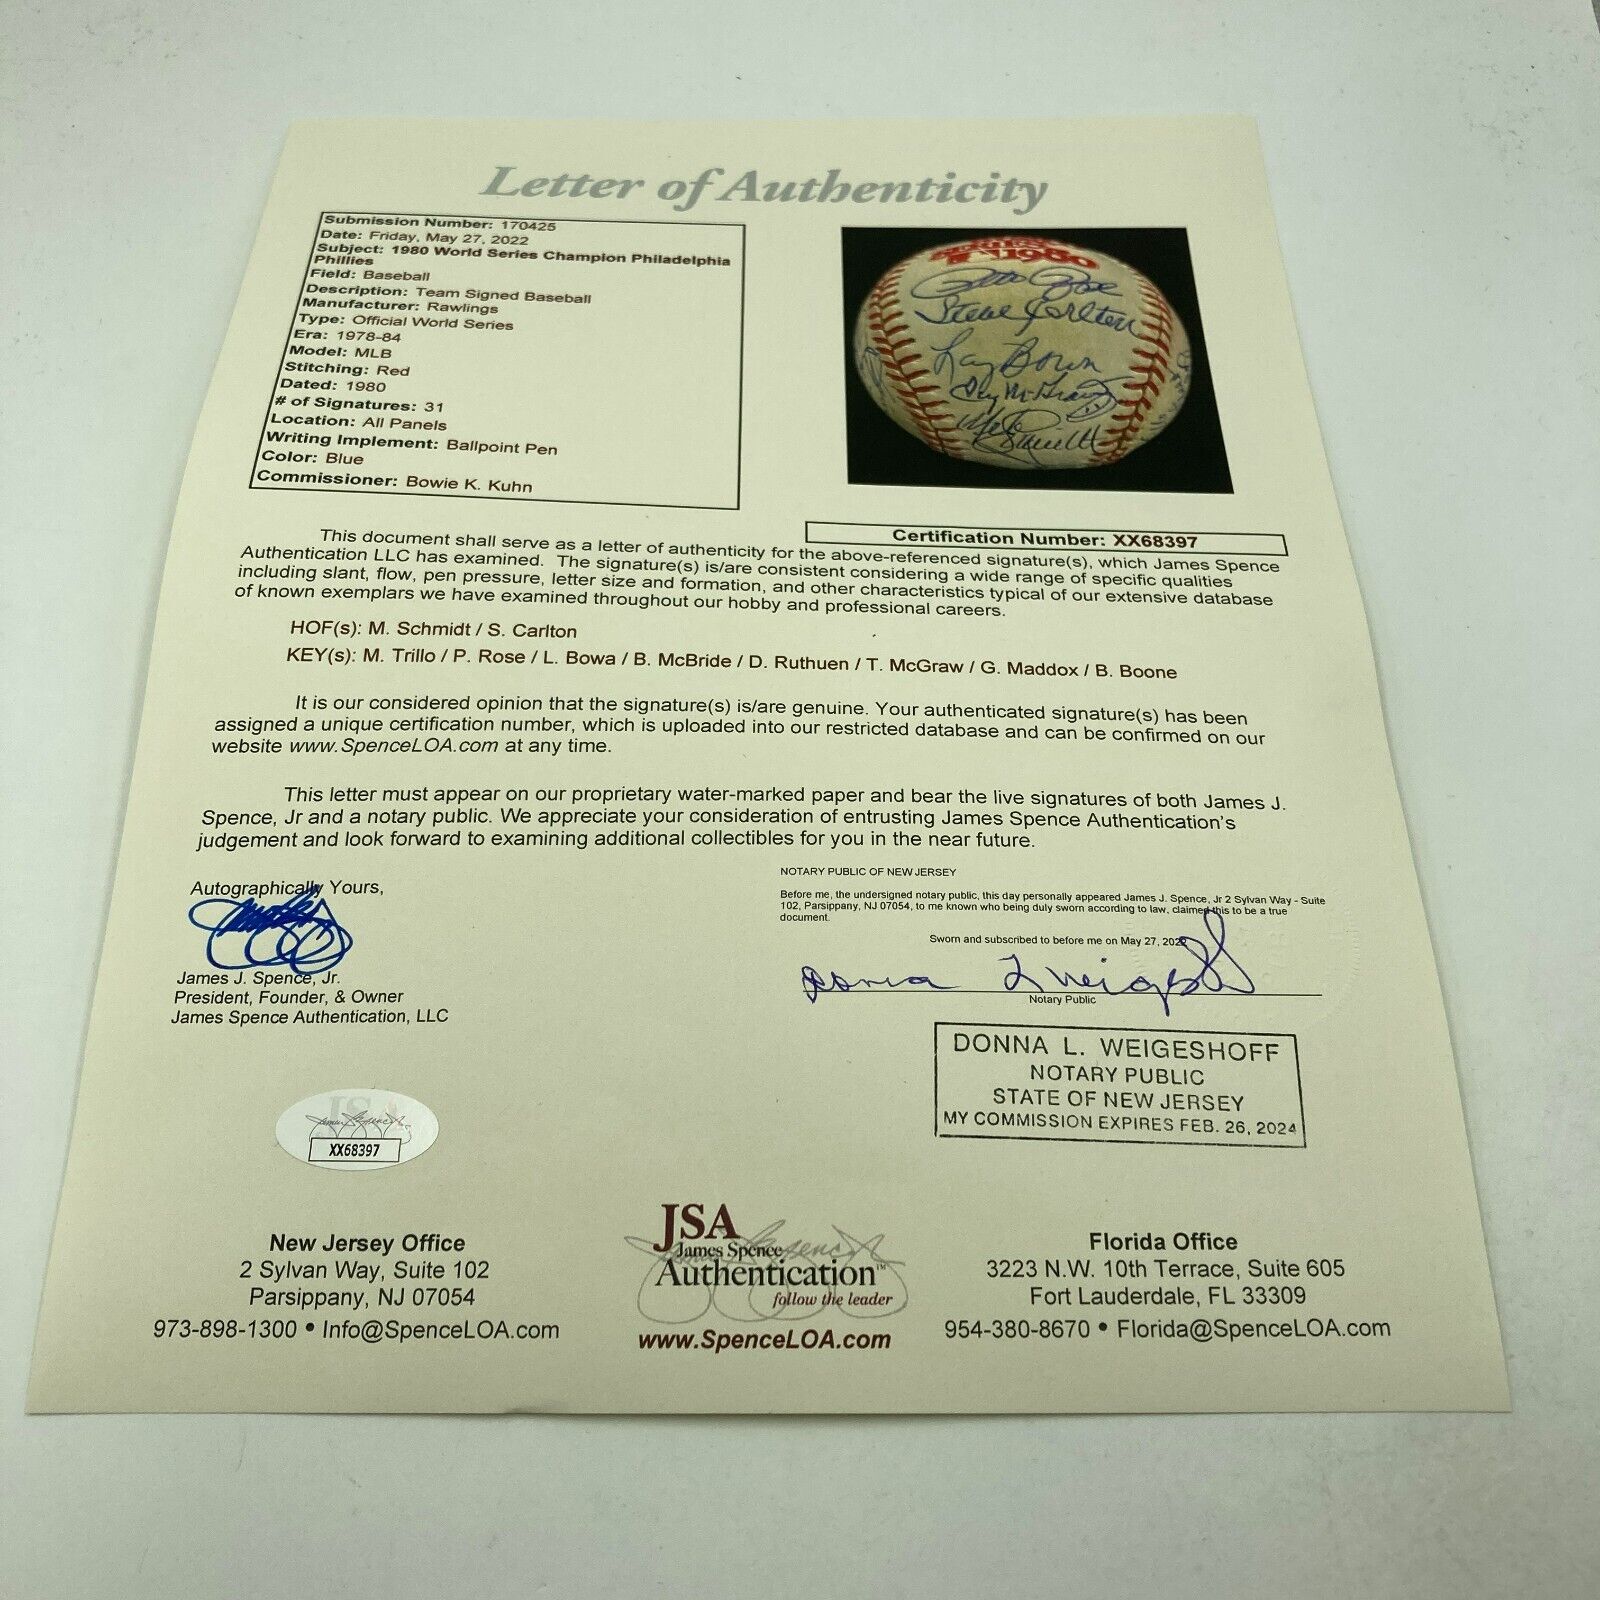 Letter of Authenticity
Submission Number: 170425
Date: Friday, May 27, 2022
Subject: 1980 World Series Champion Philadelphia
Phillies
Field: Baseball
Description: Team Signed Baseball
Manufacturer: Rawlings
Type: Official World Series
Era: 1978-84
Model: MLB
Stitching: Red
Dated: 1980
# of Signatures: 31
Location: All Panels
Writing Implement: Ballpoint Pen
Color: Blue
Commissioner: Bowie K. Kuhn
1980
Pete Rose
Steve Carlton
Larry Bowa
Tug McGraw
Mike Schmidt
Certification Number: XX68397
This document shall serve as a letter of authenticity for the above-referenced signature(s), which James Spence
Authentication LLC has examined. The signature(s) is/are consistent considering a wide range of specific qualities
including slant, flow, pen pressure, letter size and formation, and other characteristics typical of our extensive database
of known exemplars we have examined throughout our hobby and professional careers.
HOF(s): M. Schmidt / S. Carlton
KEY(s): M. Trillo / P. Rose / L. Bowa / B. McBride / D. Ruthuen / T. McGraw / G. Maddox / B. Boone
It is our considered opinion that the signature(s) is/are genuine. Your authenticated signature(s) has been
assigned a unique certification number, which is uploaded into our restricted database and can be confirmed on our
website www.SpenceLOA.com at any time.
This letter must appear on our proprietary water-marked paper and bear the live signatures of both James J.
Spence, Jr and a notary public. We appreciate your consideration of entrusting James Spence Authentication's
judgement and look forward to examining additional collectibles for you in the near future.
Autographically Yours,
James J. Spence, Jr.
President, Founder, & Owner
James Spence Authentication, LLC
NOTARY PUBLIC OF NEW JERSEY
Before me, the undersigned notary public, this day personally appeared James J. Spence, Jr 2 Sylvan Way - Suite
102, Parsippany, NJ 07054, to me known who being duly sworn according to law, claimed this to be a true
document.
Sworn and subscribed to before me on May 27, 2022
Donna L Weigeshoff
Notary Public
DONNA L. WEIGESHOFF
NOTARY PUBLIC
STATE OF NEW JERSEY
MY COMMISSION EXPIRES FEB. 26, 2024
JSA
James Spence
XX68397
New Jersey Office
2 Sylvan Way, Suite 102
Parsippany, NJ 07054
973-898-1300 • Info@SpenceLOA.com
JSA
James Spence
Authentication™
follow the leader
www.SpenceLOA.com
Florida Office
3223 N.W. 10th Terrace, Suite 605
Fort Lauderdale, FL 33309
954-380-8670 • Florida@SpenceLOA.com